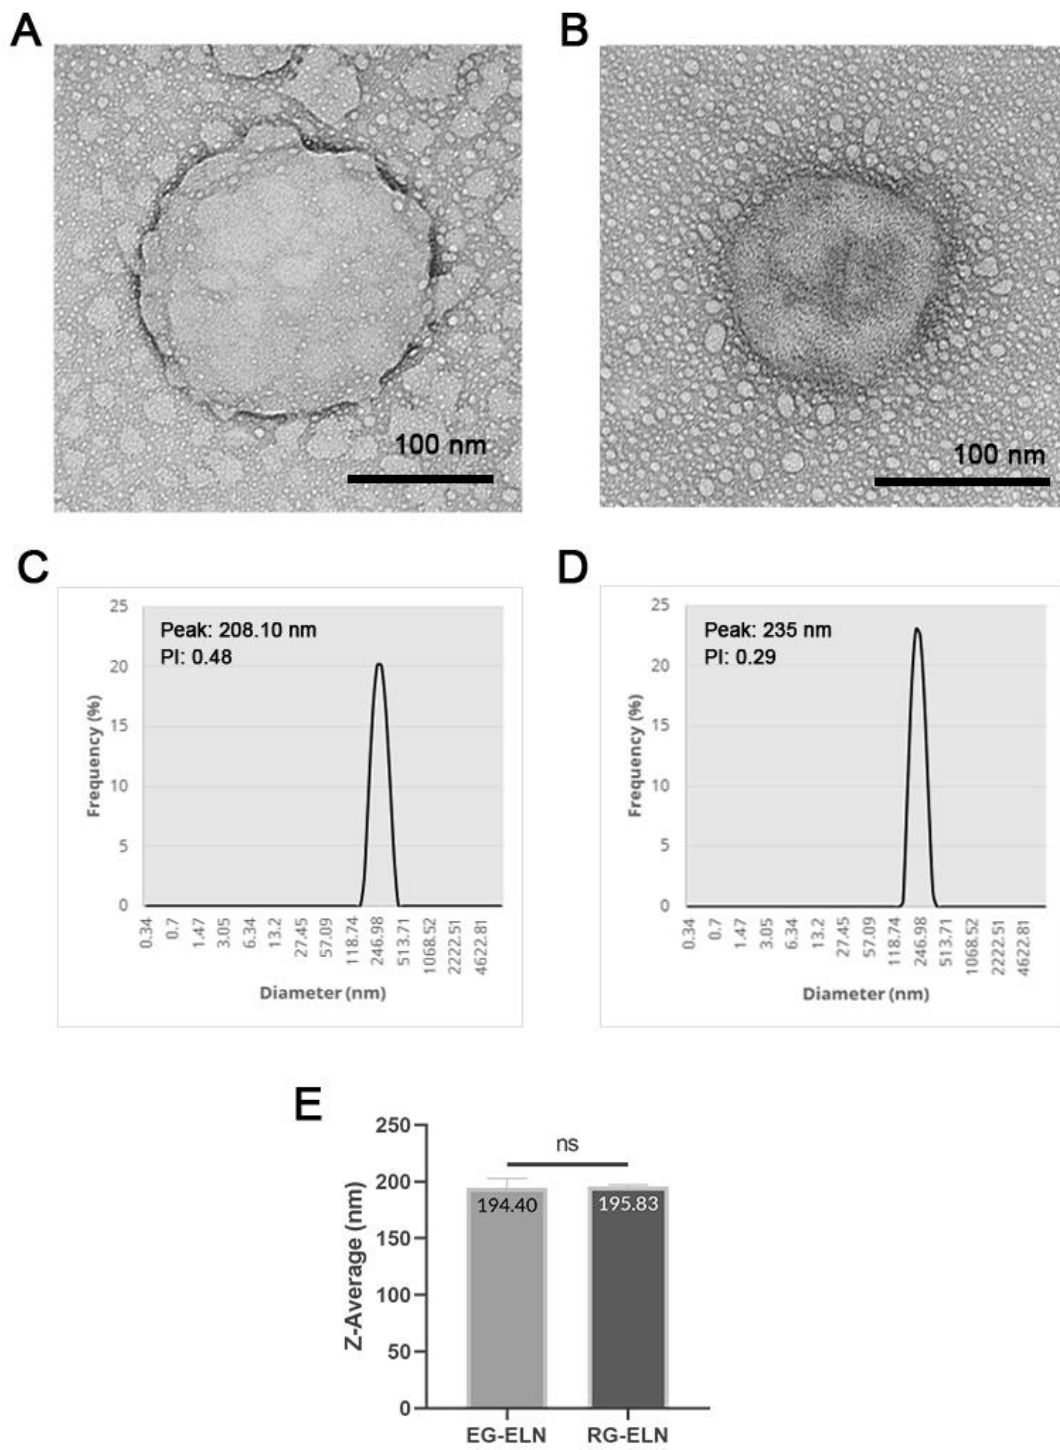 A
B
100 nm
100 nm
C
D
Peak: 208.10 nm
PI: 0.48
25
20
15
10
5
0
Frequency (%)
0.34
0.7
1.47
3.05
6.34
13.2
27.45
57.09
118.74
246.98
513.71
1068.52
2222.51
4622.81
Diameter (nm)
Peak: 235 nm
PI: 0.29
25
20
15
10
5
0
Frequency (%)
0.34
0.7
1.47
3.05
6.34
13.2
27.45
57.09
118.74
246.98
513.71
1068.52
2222.51
4622.81
Diameter (nm)
E
250
200
150
100
50
0
Z-Average (nm)
ns
194.40
195.83
EG-ELN
RG-ELN